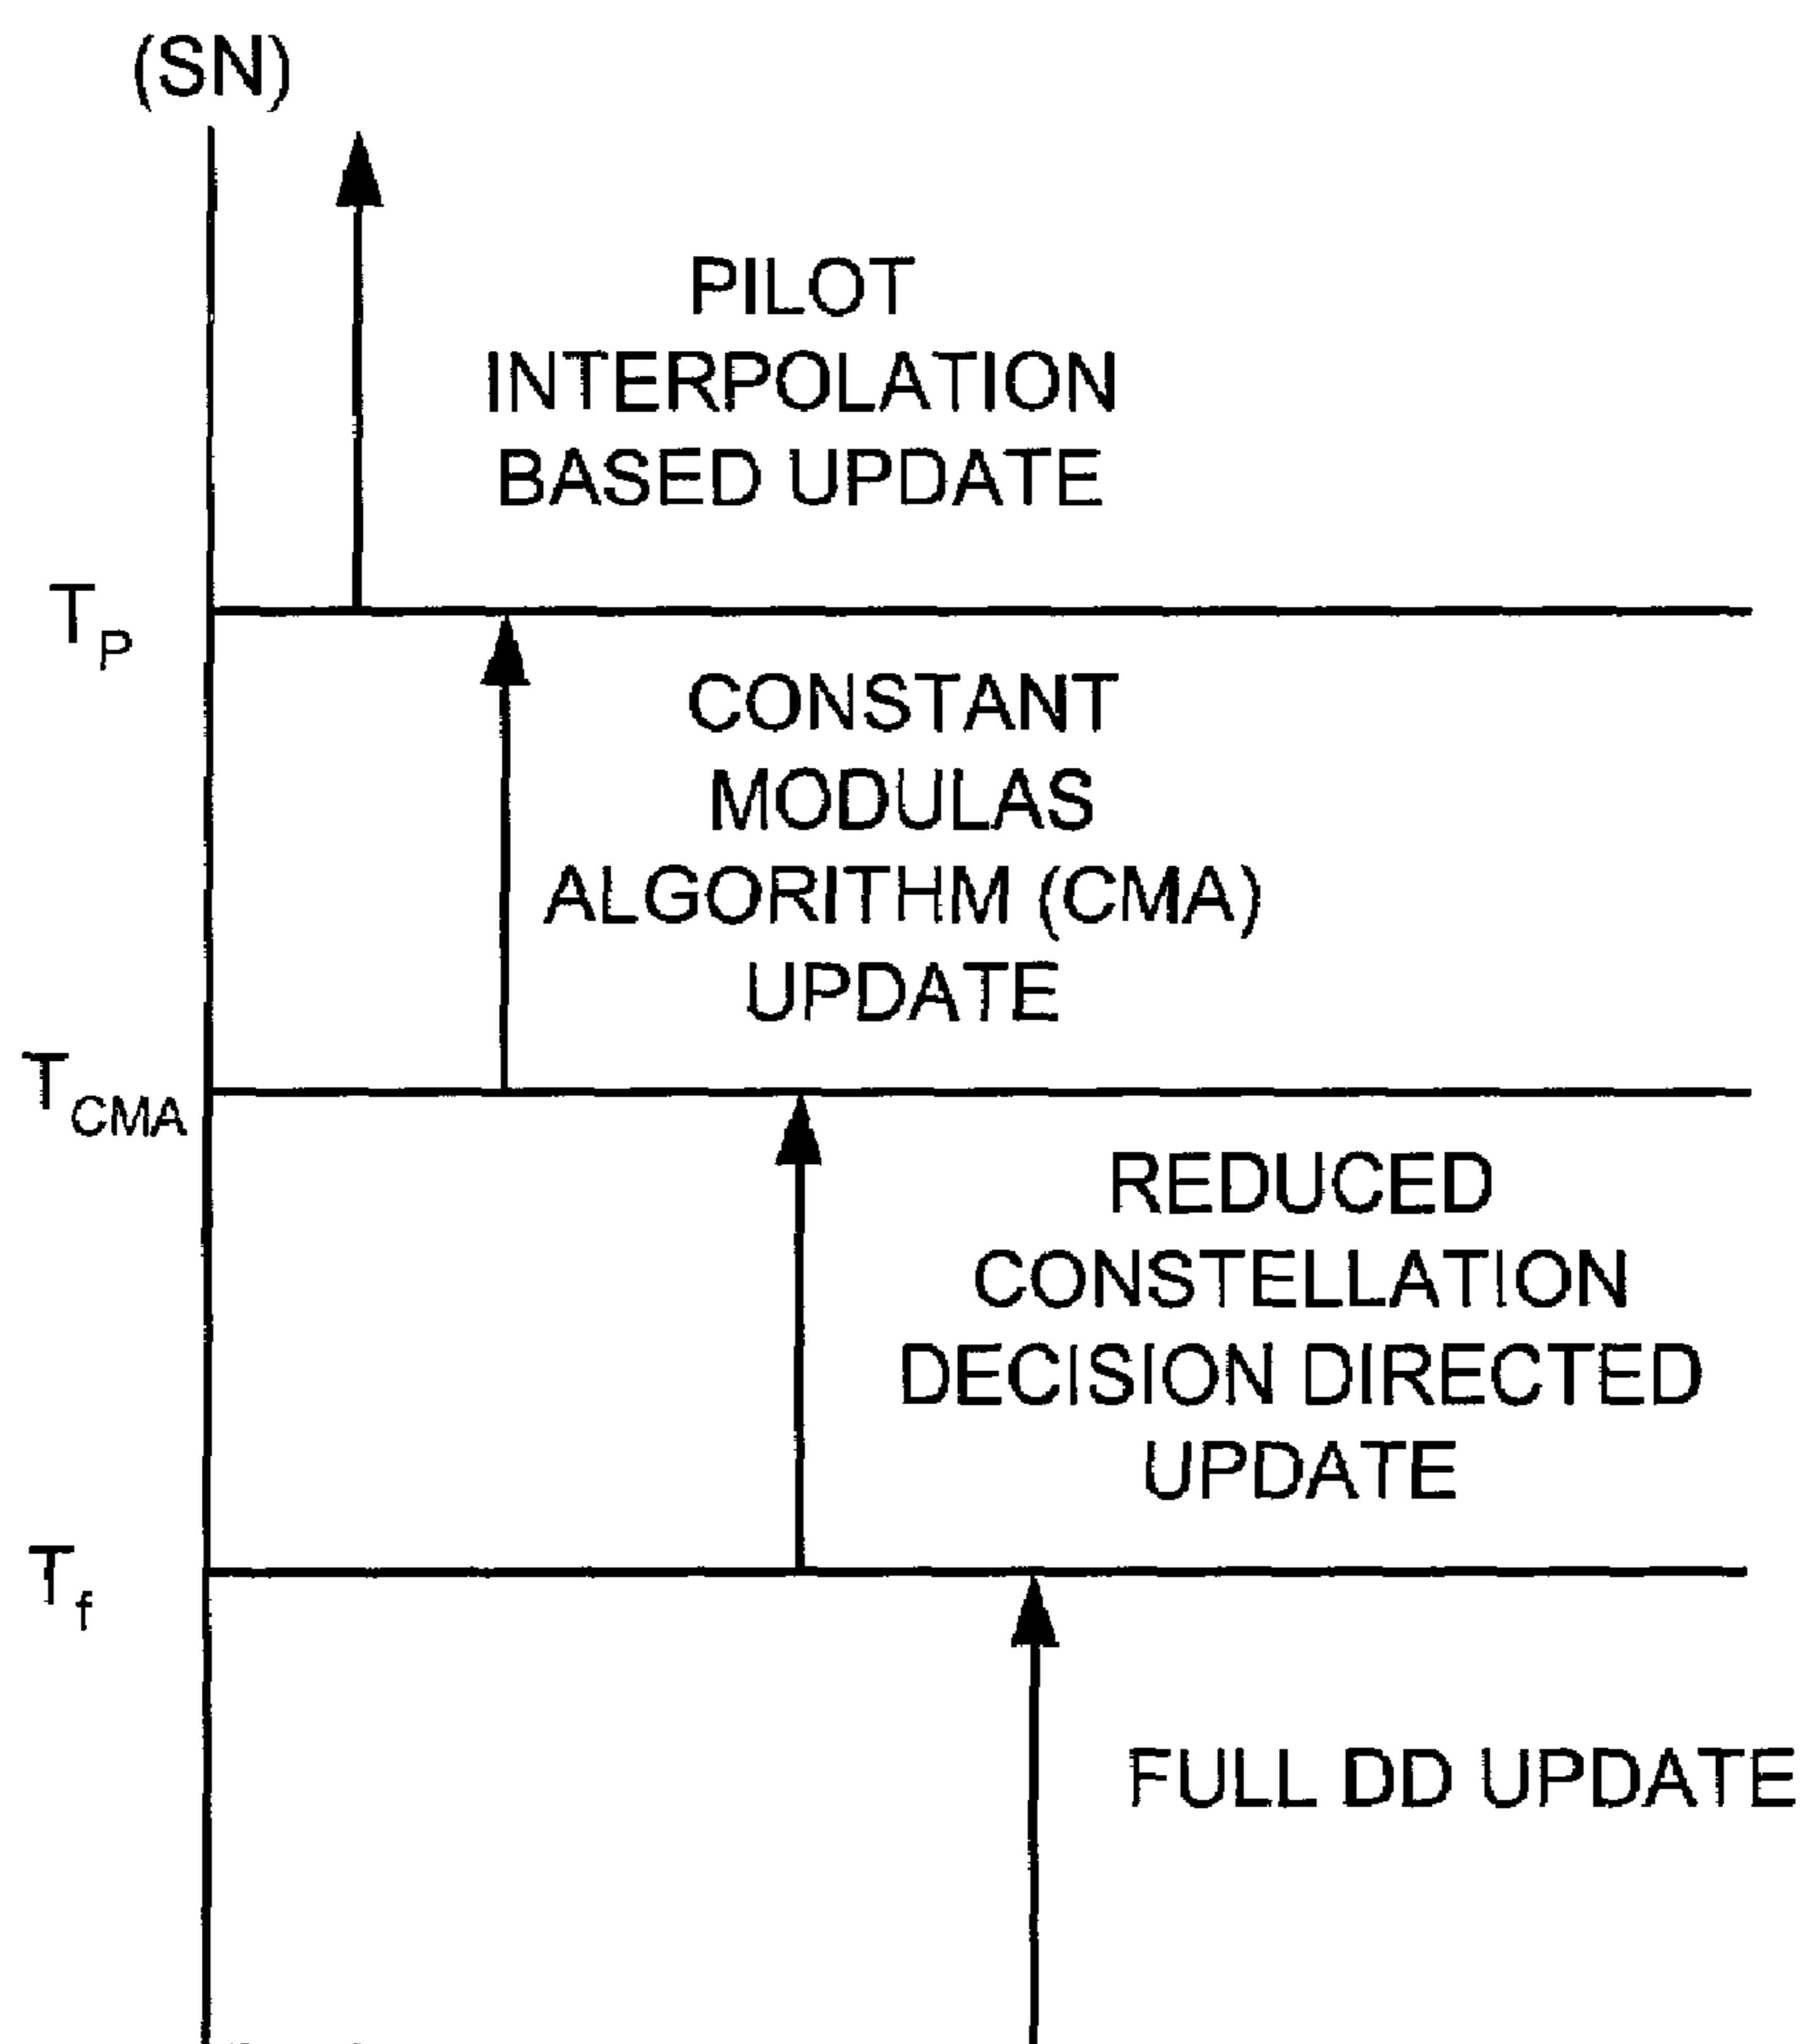 (SN)
PILOT
INTERPOLATION
BASED UPDATE
TP
CONSTANT
MODULAS
ALGORITHM (CMA)
UPDATE
TCMA
REDUCED
CONSTELLATION
DECISION DIRECTED
UPDATE
Tf
FULL DD UPDATE